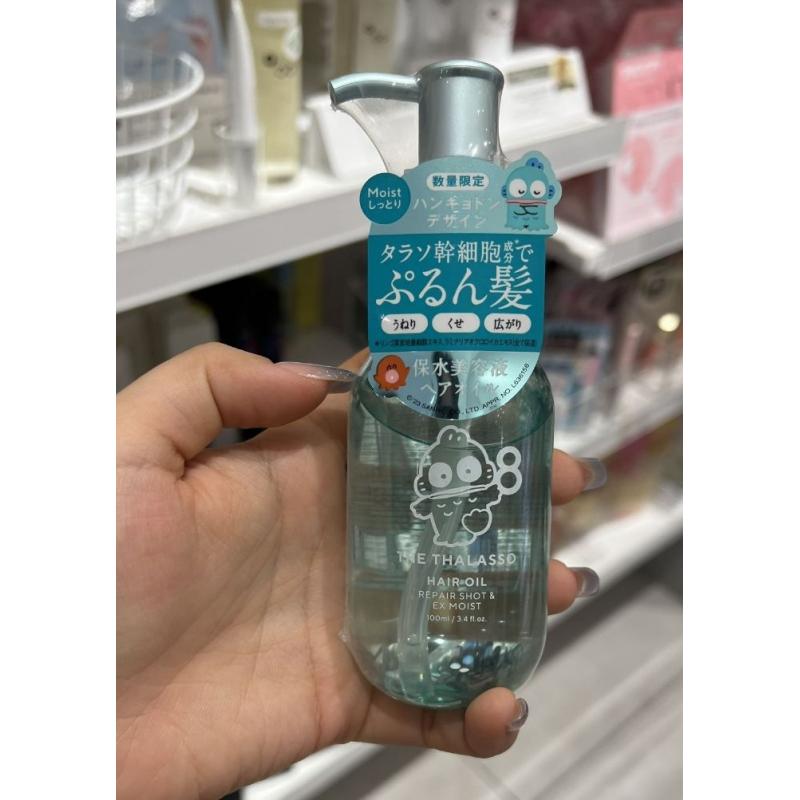 Moist
しっとり
数量限定
ハンギョドン
デザイン
タラソ幹細胞成分*で
ぷるん髪
うねり くせ 広がり
保水美容液
ヘアオイル
THE THALASSO
HAIR OIL
REPAIR SHOT &
EX MOIST
100ml / 3.4 fl.oz.